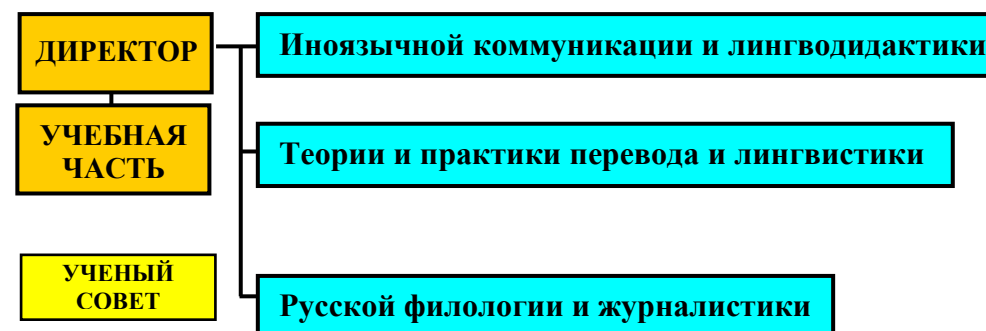 ДИРЕКТОР
Иноязычной коммуникации и лингводидактики
УЧЕБНАЯ
ЧАСТЬ
Теории и практики перевода и лингвистики
УЧЕНЫЙ
СОВЕТ
Русской филологии и журналистики